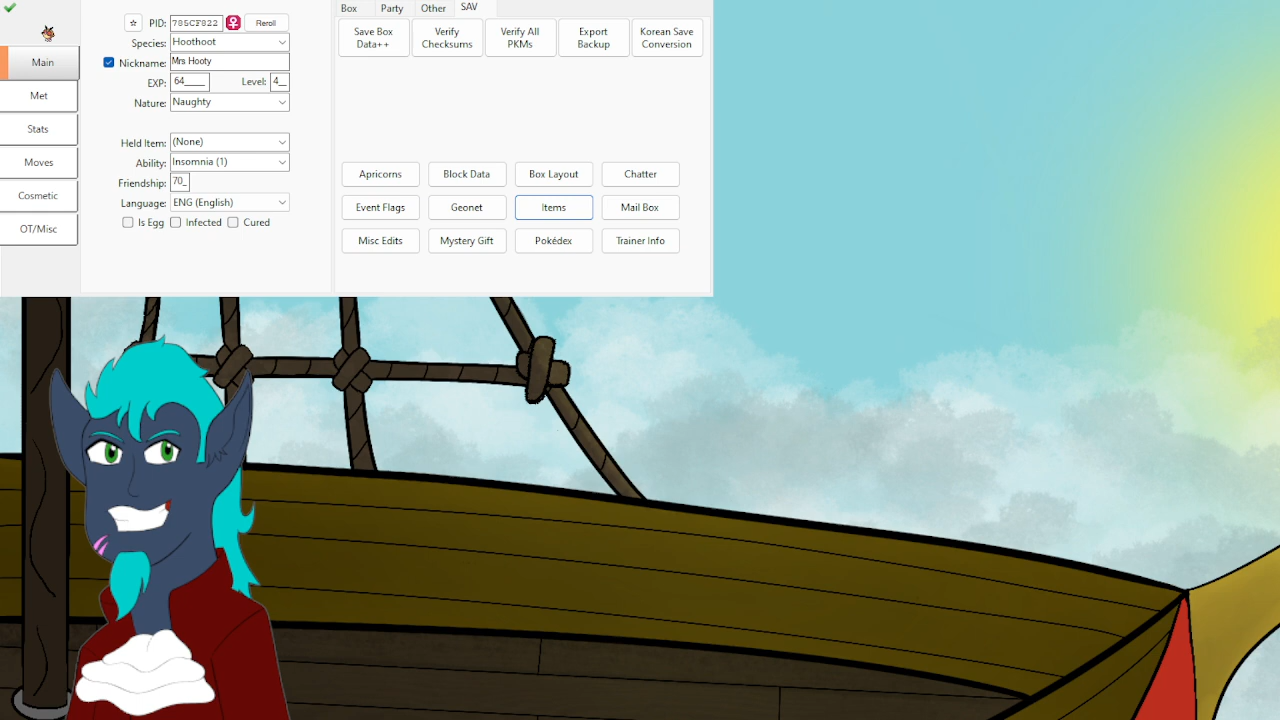 PID: 785CF822 Reroll
Species: Hoothoot
Nickname: Mrs Hooty
EXP: 64____ Level: 4__
Nature: Naughty
Held Item: (None)
Ability: Insomnia (1)
Friendship: 70_
Language: ENG (English)
Is Egg Infected Cured
Main
Met
Stats
Moves
Cosmetic
OT/Misc
Box Party Other SAV
Save Box
Data++
Verify
Checksums
Verify All
PKMs
Export
Backup
Korean Save
Conversion
Apricorns Block Data Box Layout Chatter
Event Flags Geonet Items Mail Box
Misc Edits Mystery Gift Pokédex Trainer Info